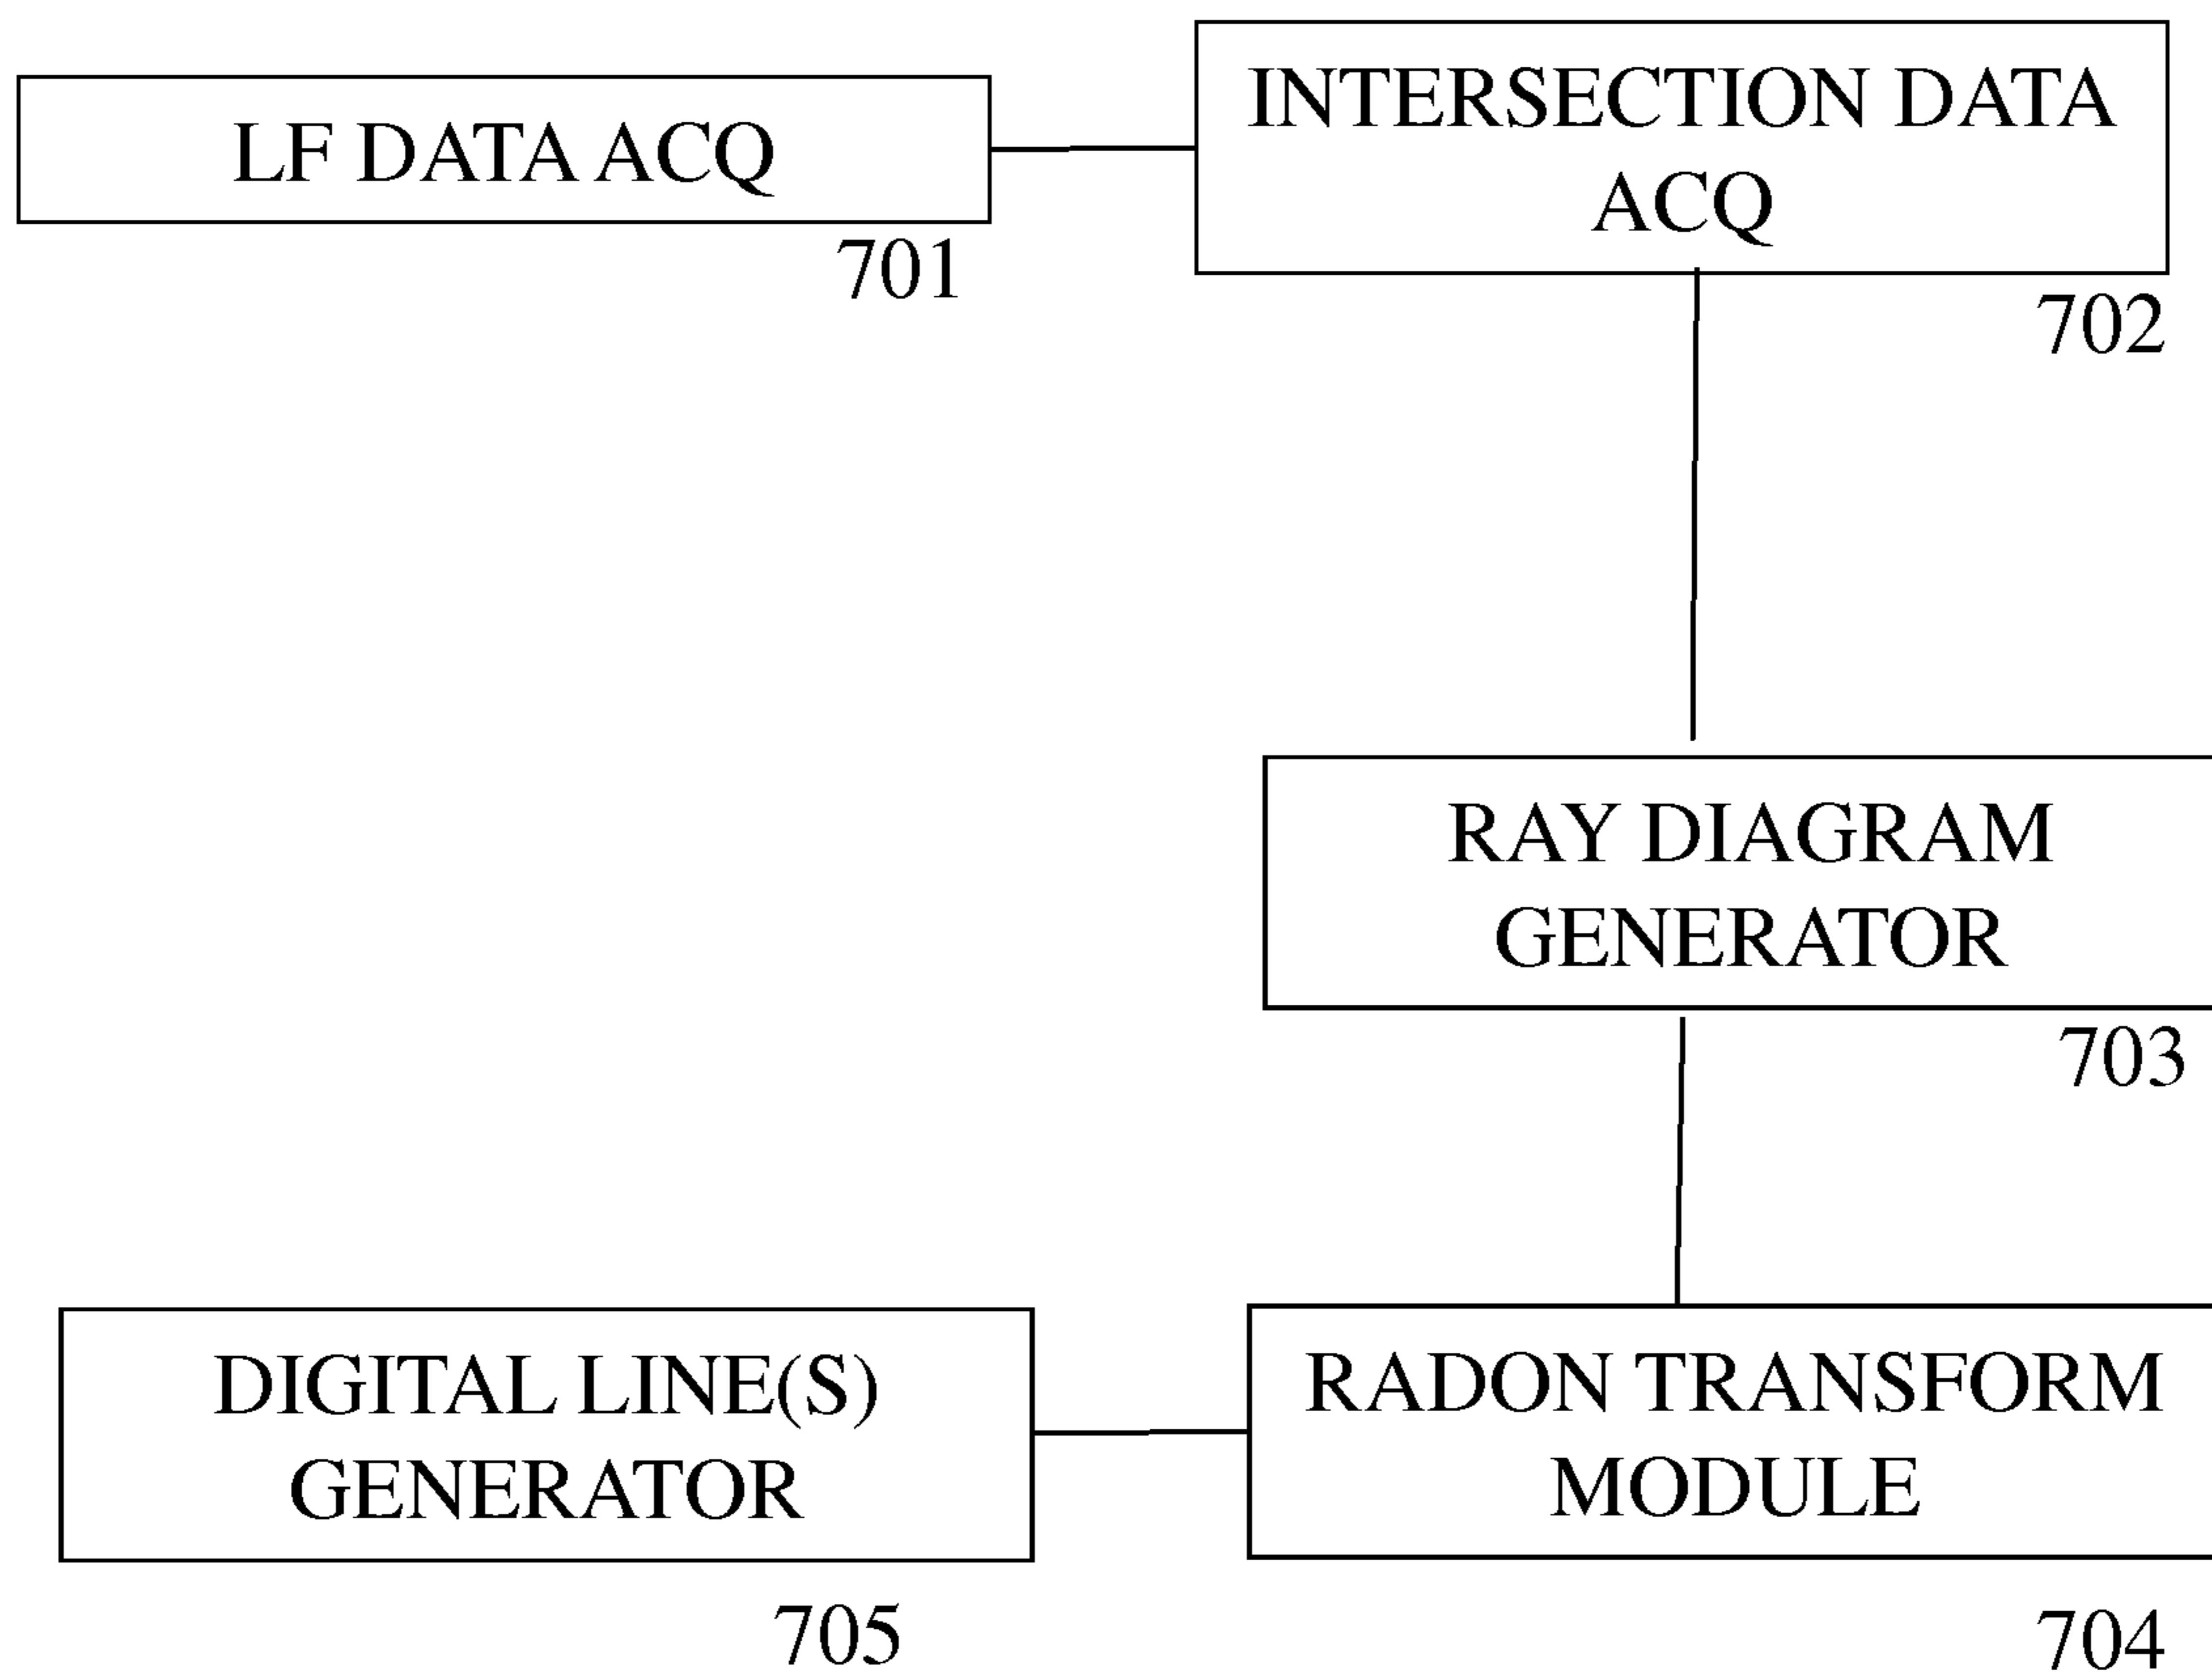 LF DATA ACQ
701
INTERSECTION DATA
ACQ
702
RAY DIAGRAM
GENERATOR
703
RADON TRANSFORM
MODULE
704
DIGITAL LINE(S)
GENERATOR
705